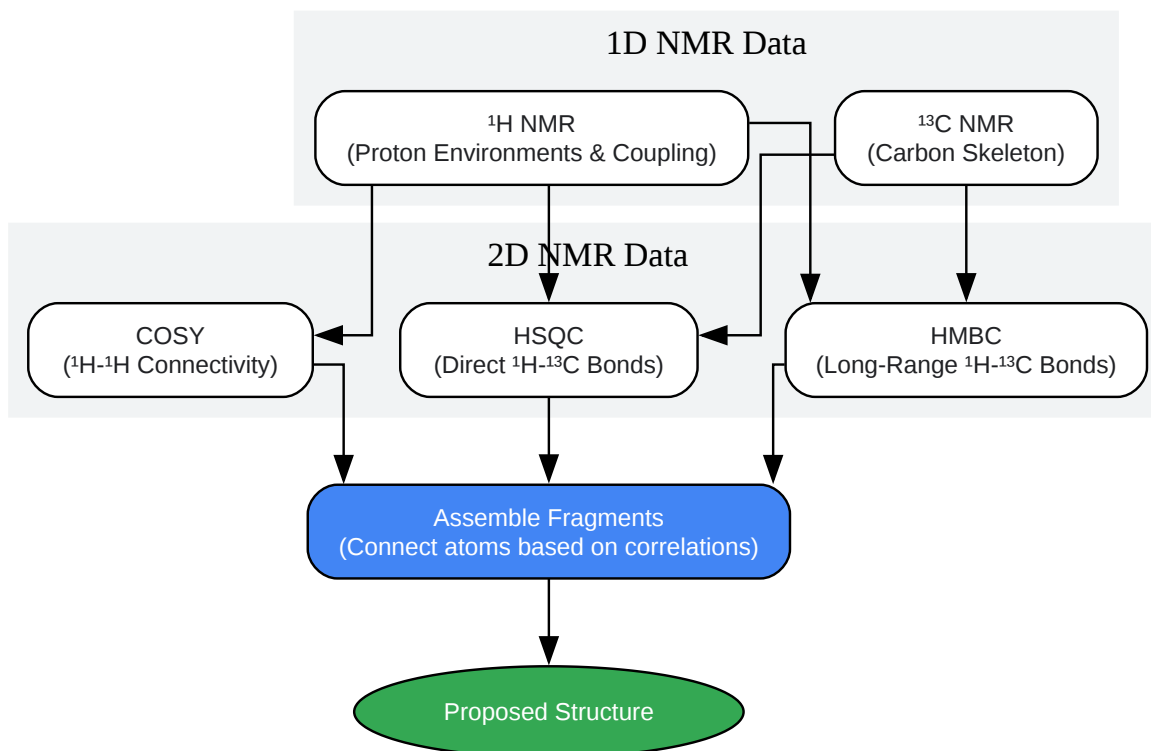 1D NMR Data
¹H NMR
(Proton Environments & Coupling)
¹³C NMR
(Carbon Skeleton)
2D NMR Data
COSY
(¹H-¹H Connectivity)
HSQC
(Direct ¹H-¹³C Bonds)
HMBC
(Long-Range ¹H-¹³C Bonds)
Assemble Fragments
(Connect atoms based on correlations)
Proposed Structure